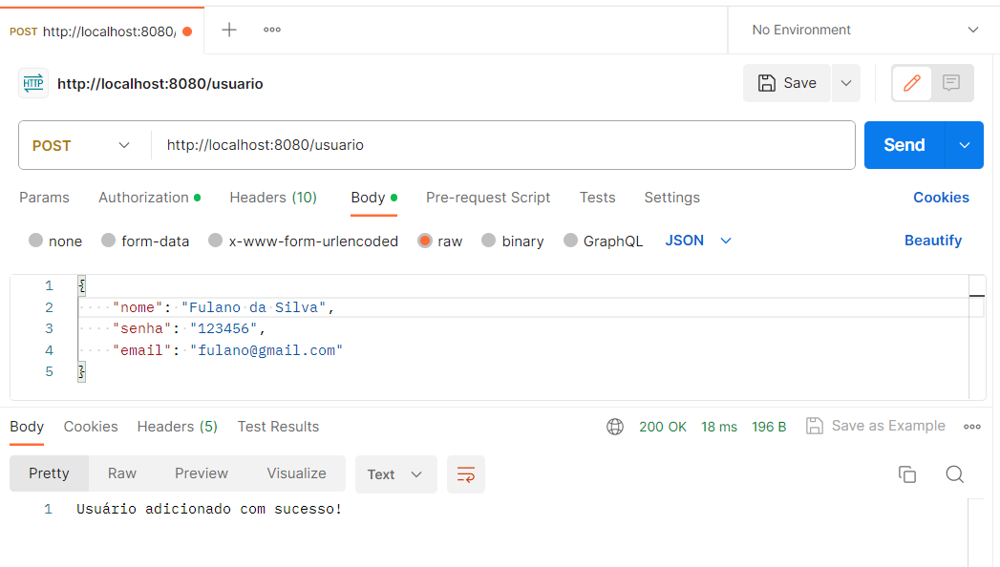 POST http://localhost:8080/
No Environment
HTTP http://localhost:8080/usuario
Save
POST http://localhost:8080/usuario Send
Params Authorization Headers (10) Body Pre-request Script Tests Settings Cookies
none form-data x-www-form-urlencoded raw binary GraphQL JSON Beautify
1 {
2 "nome": "Fulano da Silva",
3 "senha": "123456",
4 "email": "fulano@gmail.com"
5 }
Body Cookies Headers (5) Test Results 200 OK 18 ms 196 B Save as Example
Pretty Raw Preview Visualize Text
1 Usuário adicionado com sucesso!